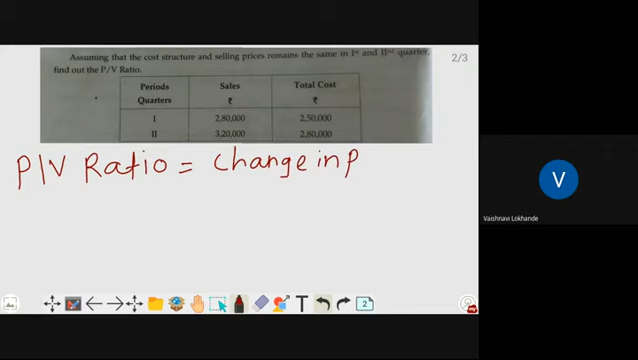 Assuming that the cost structure and selling prices remains the same in Ist and IInd quarter,
find out the P/V Ratio.
2/3
Periods Sales Total Cost
Quarters ₹ ₹
I 2,80,000 2,50,000
II 3,20,000 2,80,000
P/V Ratio = Change in P
V
Vaishnavi Lokhande
T
2